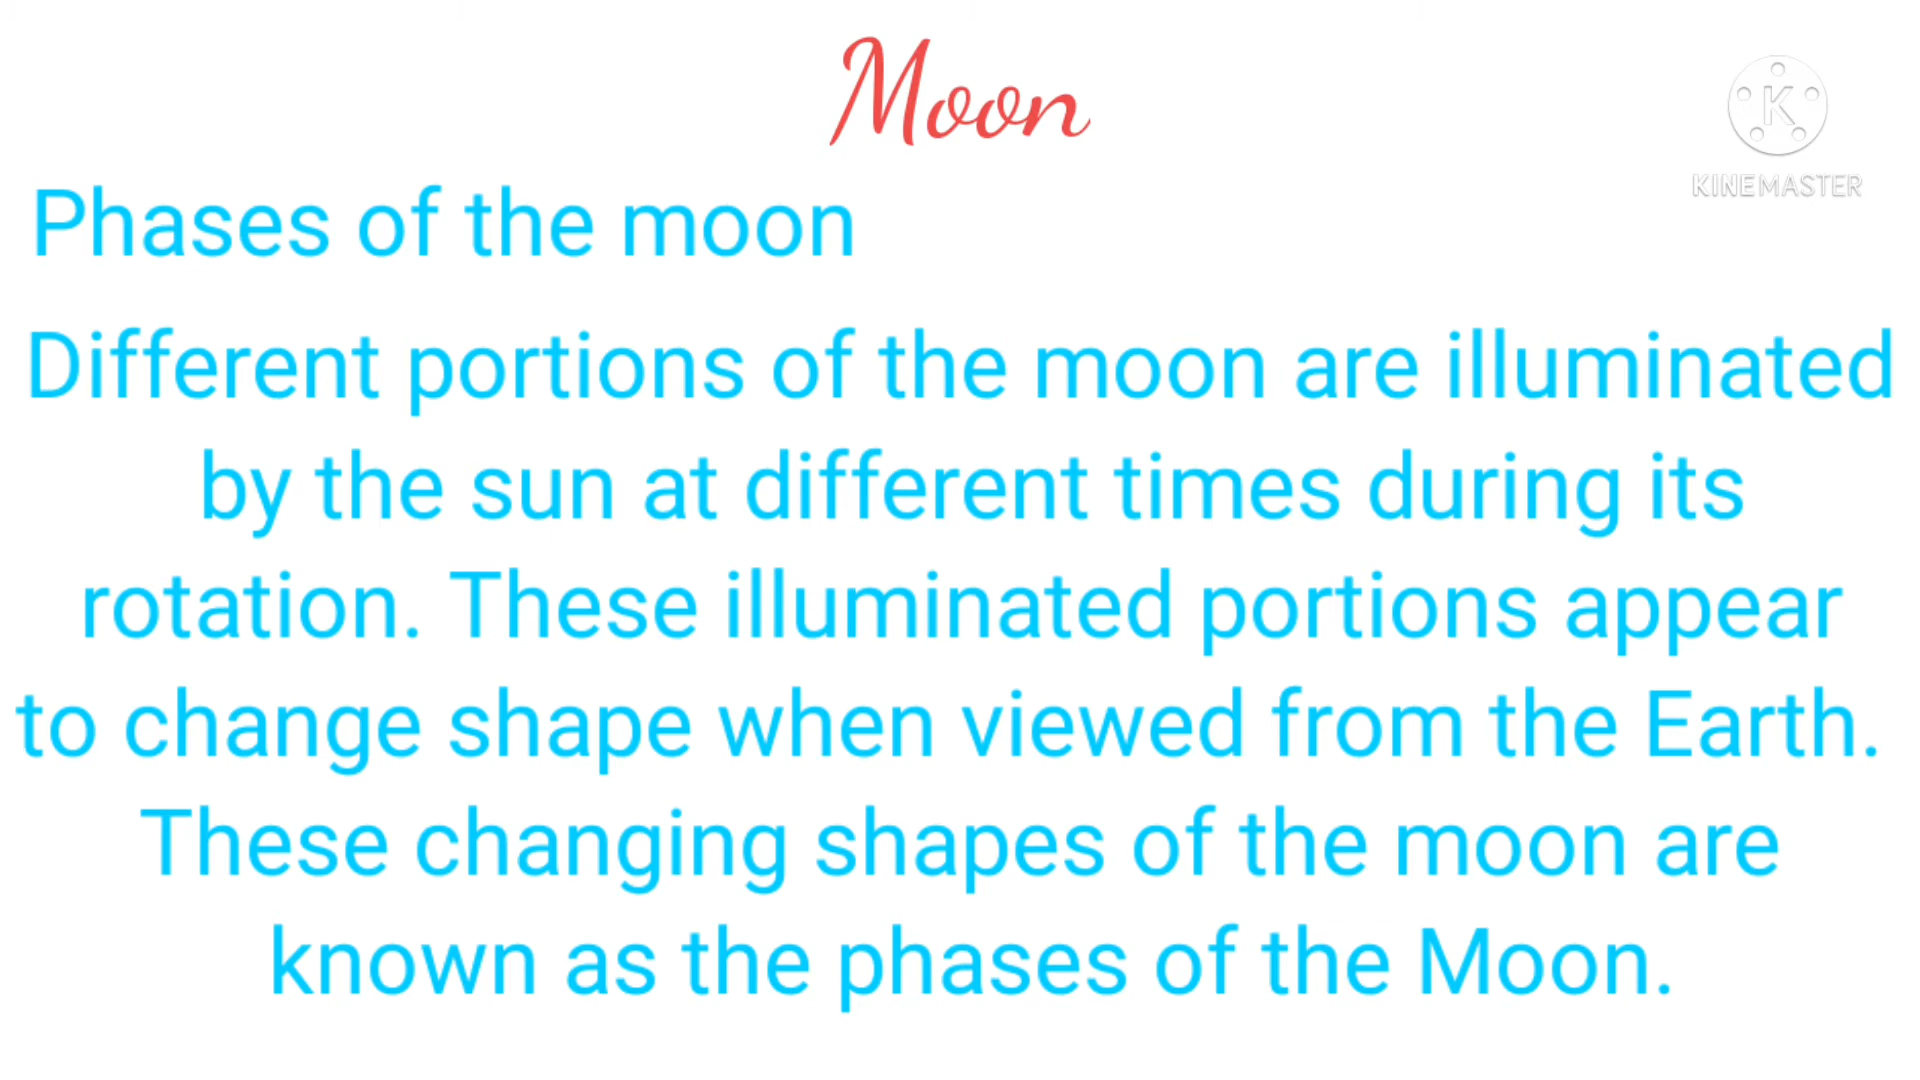 Moon
K
KINEMASTER
Phases of the moon
Different portions of the moon are illuminated
by the sun at different times during its
rotation. These illuminated portions appear
to change shape when viewed from the Earth.
These changing shapes of the moon are
known as the phases of the Moon.